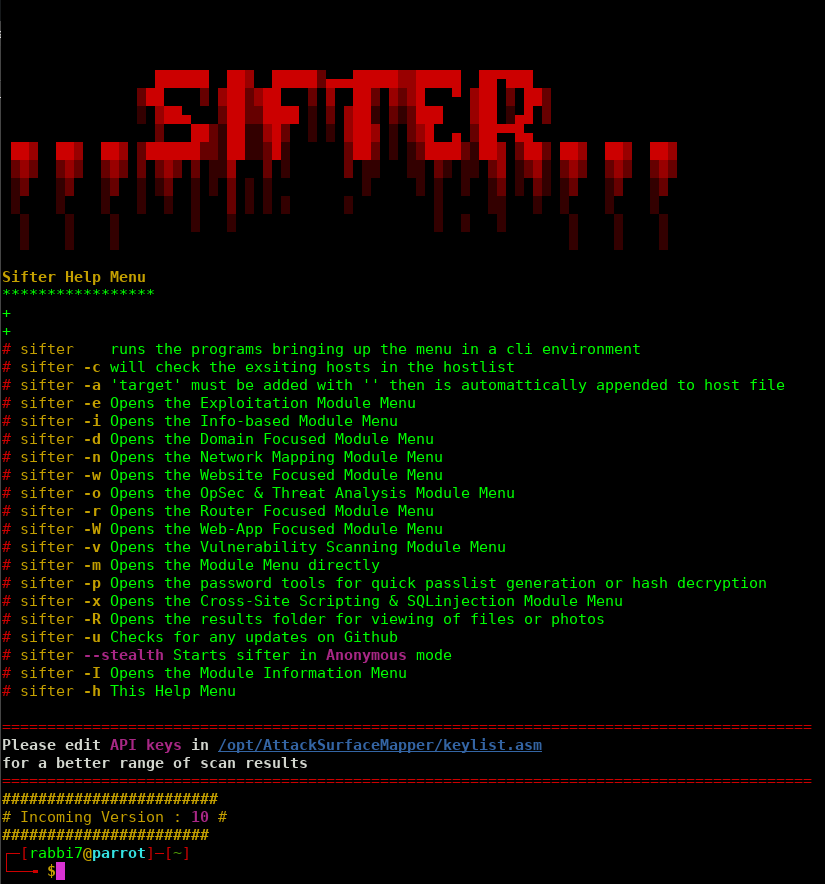 SIFTER
Sifter Help Menu
*****************
+
+
# sifter    runs the programs bringing up the menu in a cli environment
# sifter -c will check the exsiting hosts in the hostlist
# sifter -a 'target' must be added with '' then is automattically appended to host file
# sifter -e Opens the Exploitation Module Menu
# sifter -i Opens the Info-based Module Menu
# sifter -d Opens the Domain Focused Module Menu
# sifter -n Opens the Network Mapping Module Menu
# sifter -w Opens the Website Focused Module Menu
# sifter -o Opens the OpSec & Threat Analysis Module Menu
# sifter -r Opens the Router Focused Module Menu
# sifter -W Opens the Web-App Focused Module Menu
# sifter -v Opens the Vulnerability Scanning Module Menu
# sifter -m Opens the Module Menu directly
# sifter -p Opens the password tools for quick passlist generation or hash decryption
# sifter -x Opens the Cross-Site Scripting & SQLinjection Module Menu
# sifter -R Opens the results folder for viewing of files or photos
# sifter -u Checks for any updates on Github
# sifter --stealth Starts sifter in Anonymous mode
# sifter -I Opens the Module Information Menu
# sifter -h This Help Menu
==========================================================================================
Please edit API keys in /opt/AttackSurfaceMapper/keylist.asm
for a better range of scan results
==========================================================================================
########################
# Incoming Version : 10 #
#######################
┌─[rabbi7@parrot]─[~]
└──╼ $